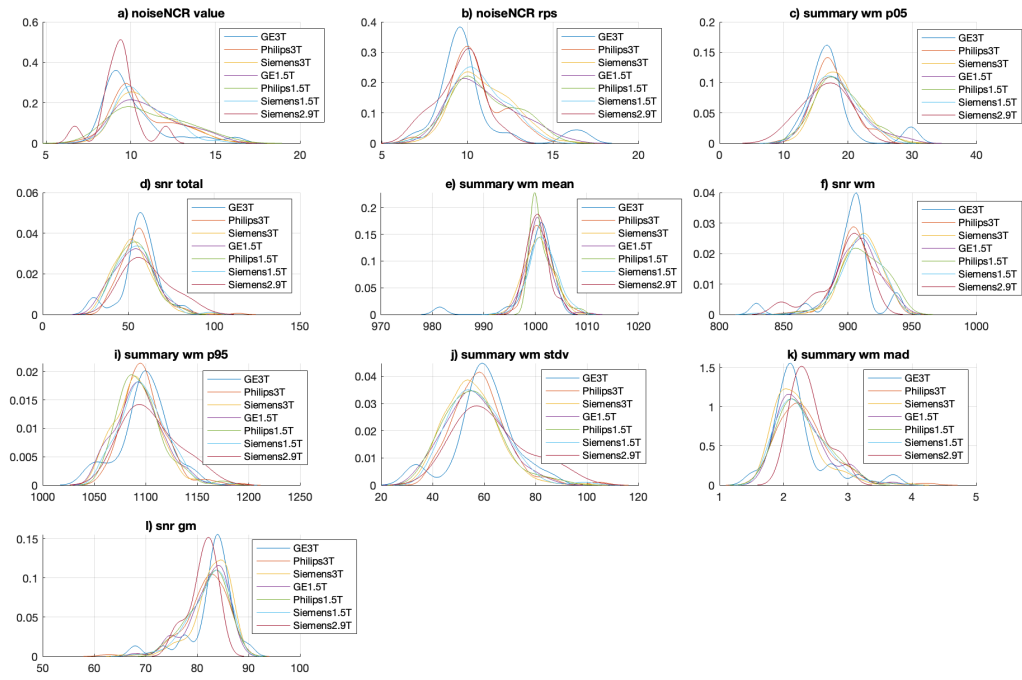 a) noiseNCR value
0.6
0.4
0.2
0
5
10
15
20
GE3T
Philips3T
Siemens3T
GE1.5T
Philips1.5T
Siemens1.5T
Siemens2.9T
b) noiseNCR rps
0.4
0.3
0.2
0.1
0
5
10
15
20
GE3T
Philips3T
Siemens3T
GE1.5T
Philips1.5T
Siemens1.5T
Siemens2.9T
c) summary wm p05
0.2
0.15
0.1
0.05
0
0
10
20
30
40
GE3T
Philips3T
Siemens3T
GE1.5T
Philips1.5T
Siemens1.5T
Siemens2.9T
d) snr total
0.06
0.04
0.02
0
0
50
100
150
GE3T
Philips3T
Siemens3T
GE1.5T
Philips1.5T
Siemens1.5T
Siemens2.9T
e) summary wm mean
0.2
0.15
0.1
0.05
0
970
980
990
1000
1010
1020
GE3T
Philips3T
Siemens3T
GE1.5T
Philips1.5T
Siemens1.5T
Siemens2.9T
f) snr wm
0.04
0.03
0.02
0.01
0
800
850
900
950
1000
GE3T
Philips3T
Siemens3T
GE1.5T
Philips1.5T
Siemens1.5T
Siemens2.9T
i) summary wm p95
0.02
0.015
0.01
0.005
0
1000
1050
1100
1150
1200
1250
GE3T
Philips3T
Siemens3T
GE1.5T
Philips1.5T
Siemens1.5T
Siemens2.9T
j) summary wm stdv
0.04
0.03
0.02
0.01
0
20
40
60
80
100
120
GE3T
Philips3T
Siemens3T
GE1.5T
Philips1.5T
Siemens1.5T
Siemens2.9T
k) summary wm mad
1.5
1
0.5
0
1
2
3
4
5
GE3T
Philips3T
Siemens3T
GE1.5T
Philips1.5T
Siemens1.5T
Siemens2.9T
l) snr gm
0.15
0.1
0.05
0
50
60
70
80
90
100
GE3T
Philips3T
Siemens3T
GE1.5T
Philips1.5T
Siemens1.5T
Siemens2.9T